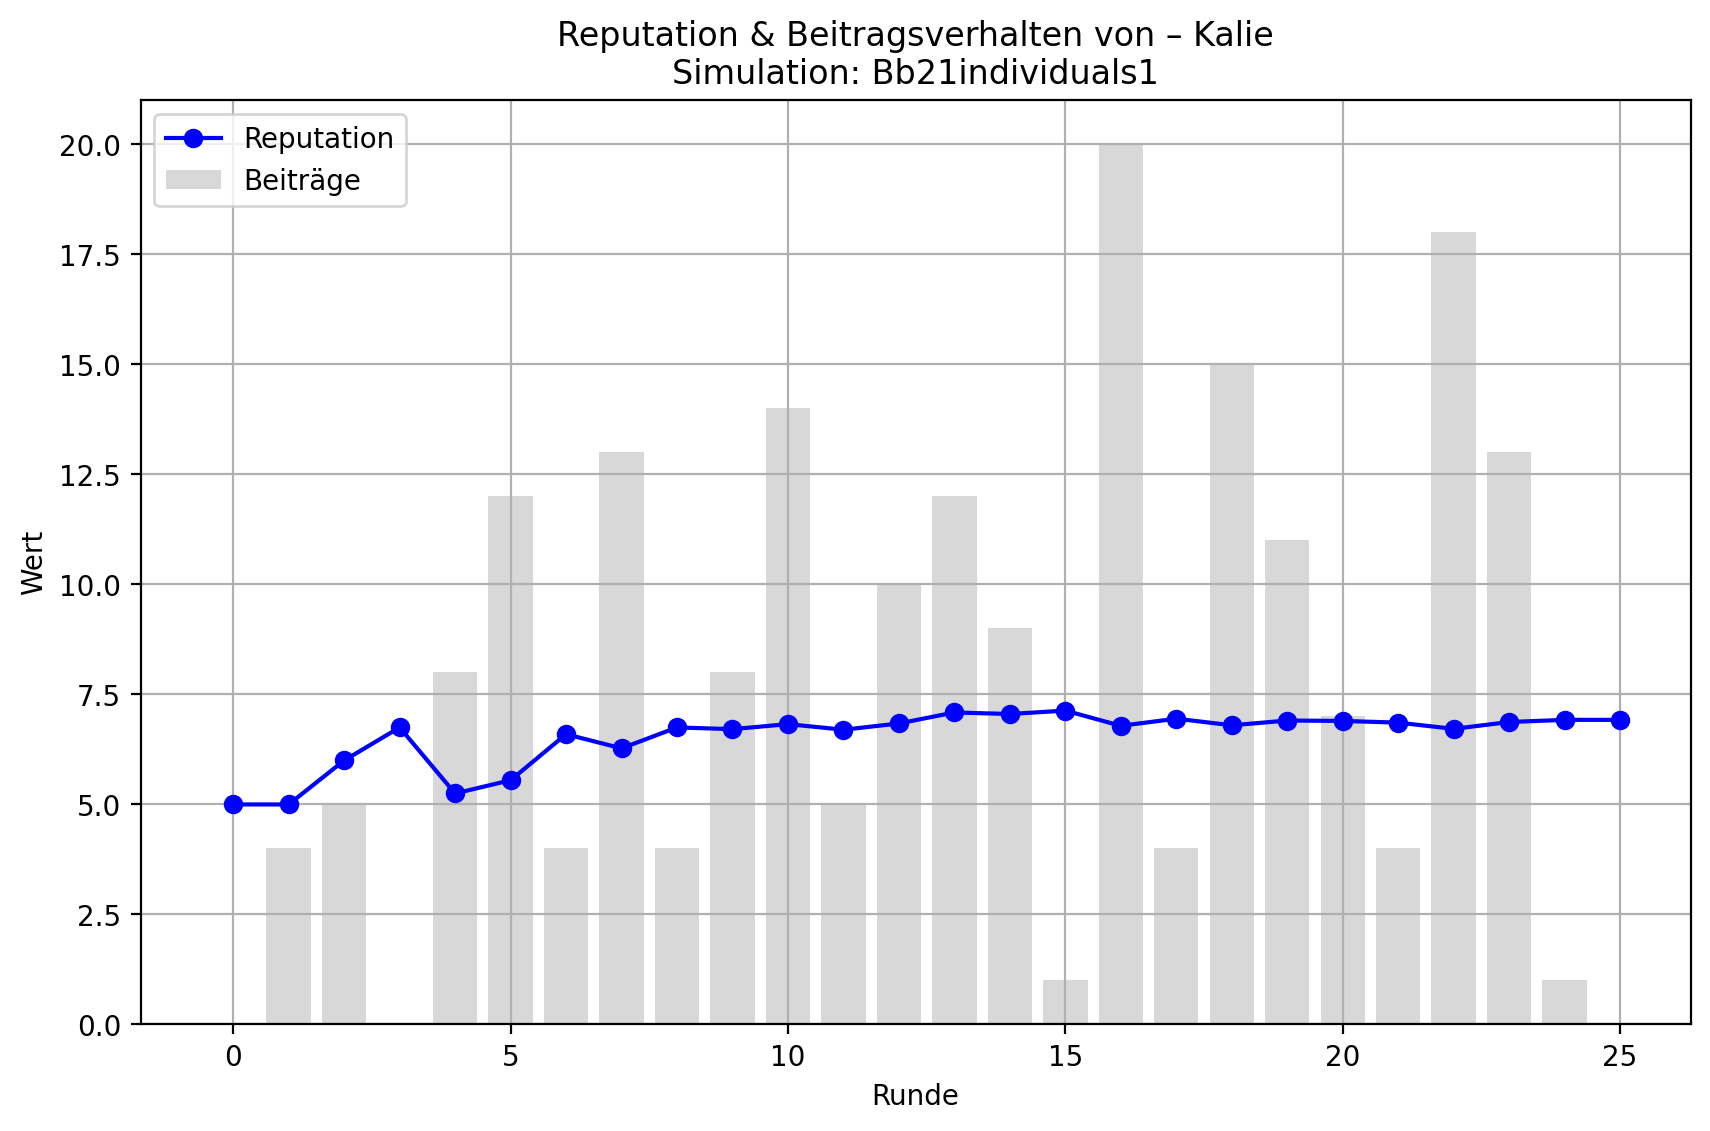 Reputation & Beitragsverhalten von – Kalie
Simulation: Bb21individuals1
Reputation
Beiträge
20.0
17.5
15.0
12.5
10.0
7.5
5.0
2.5
0.0
Wert
0 5 10 15 20 25
Runde